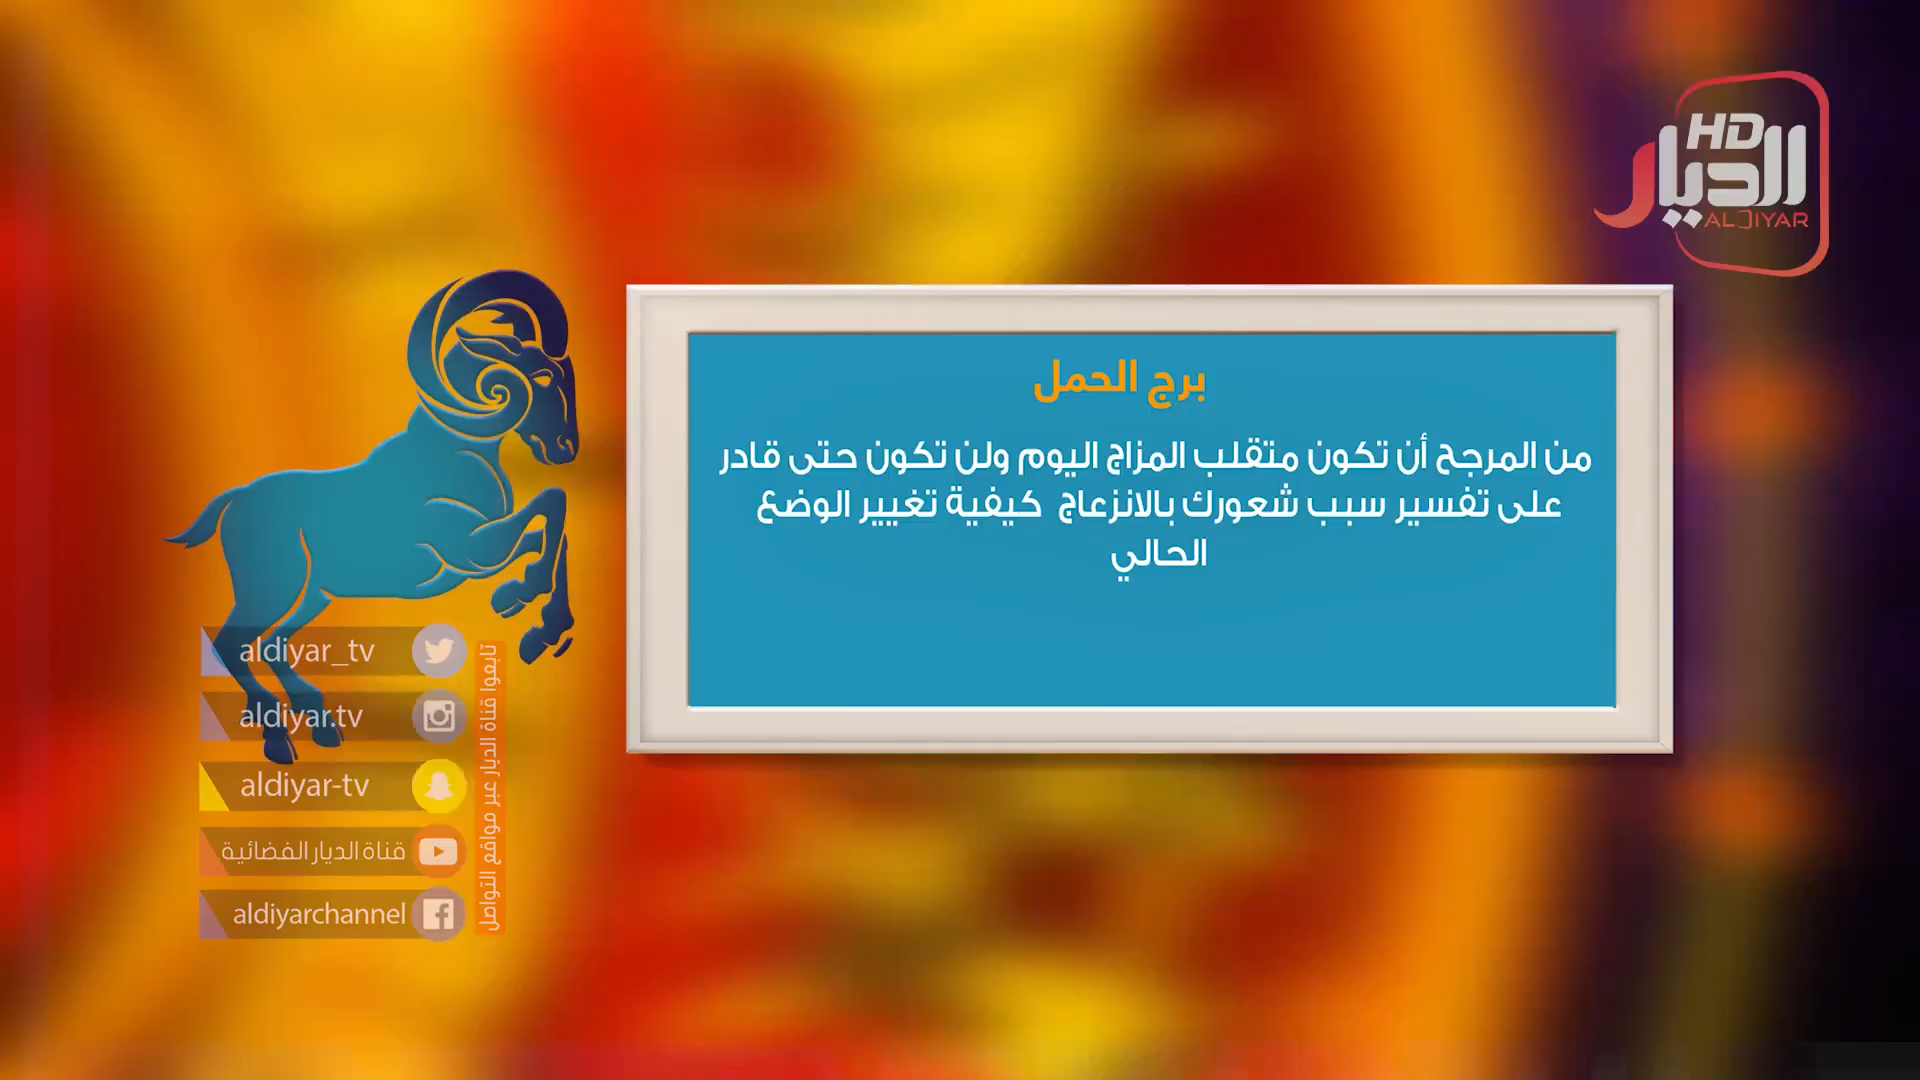 HD
الديار
ALDIYAR
برج الحمل
من المرجح أن تكون متقلب المزاج اليوم ولن تكون حتى قادر
على تفسير سبب شعورك بالانزعاج كيفية تغيير الوضع
الحالي
aldiyar_tv
aldiyar.tv
aldiyar-tv
قناة الديار الفضائية
aldiyarchannel
تابعوا قناة الديار عبر مواقع التواصل